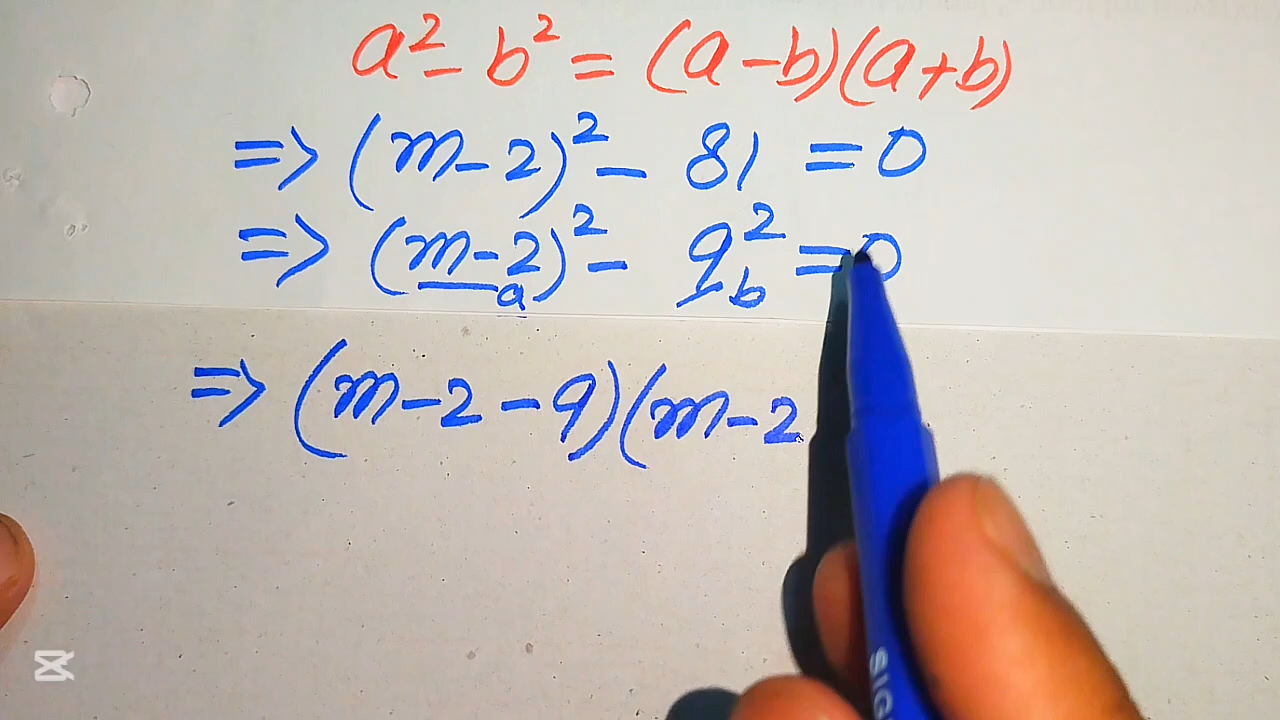 a² - b² = (a - b)(a + b)
=> (m - 2)² - 81 = 0
=> (m - 2)² - 9² = 0
a b
=> (m - 2 - 9)(m - 2